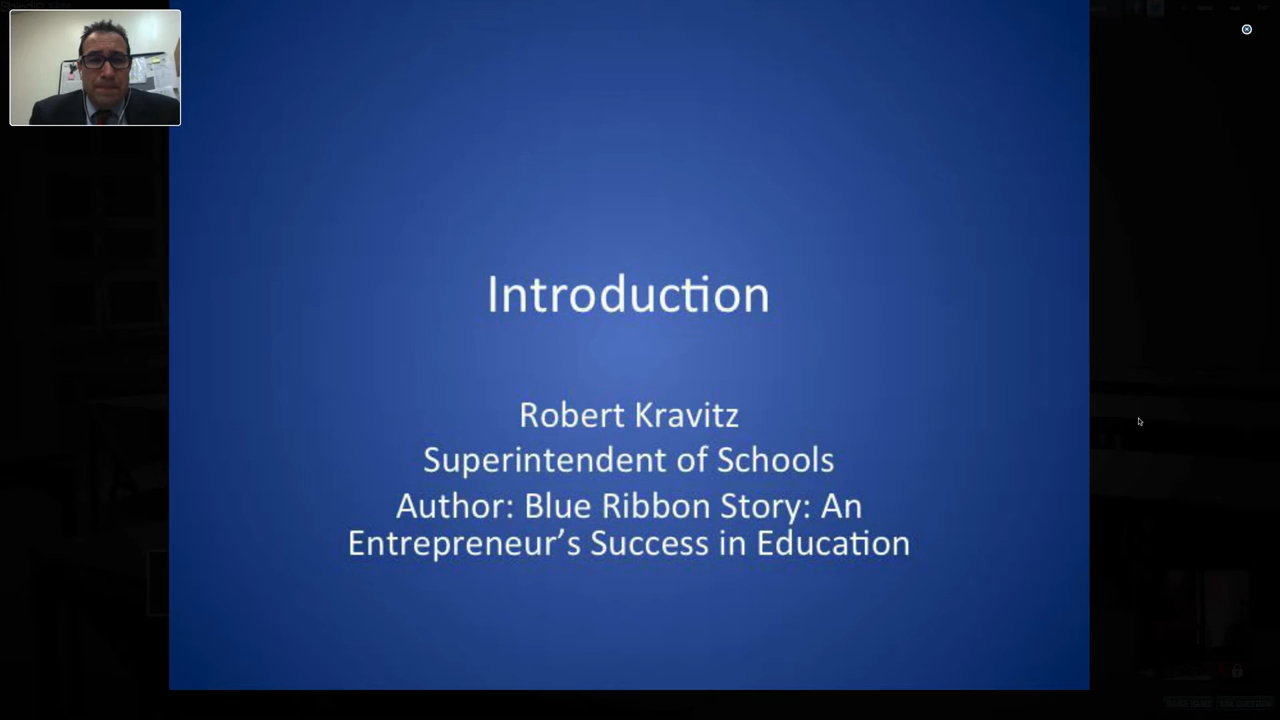 Introduction
Robert Kravitz
Superintendent of Schools
Author: Blue Ribbon Story: An
Entrepreneur’s Success in Education